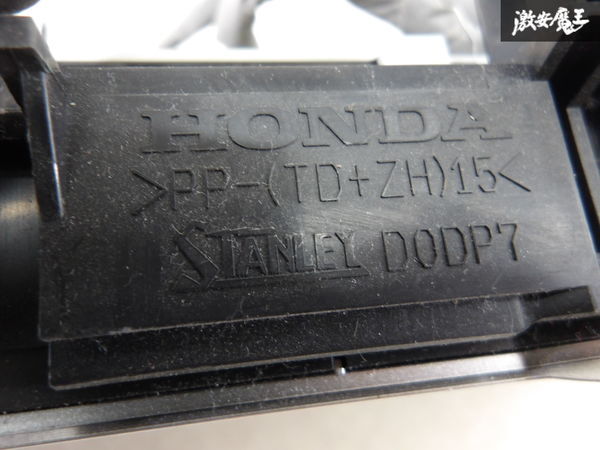 激安魔王
HONDA
>PP-(TD+ZH)15<
STANLEY D0DP7